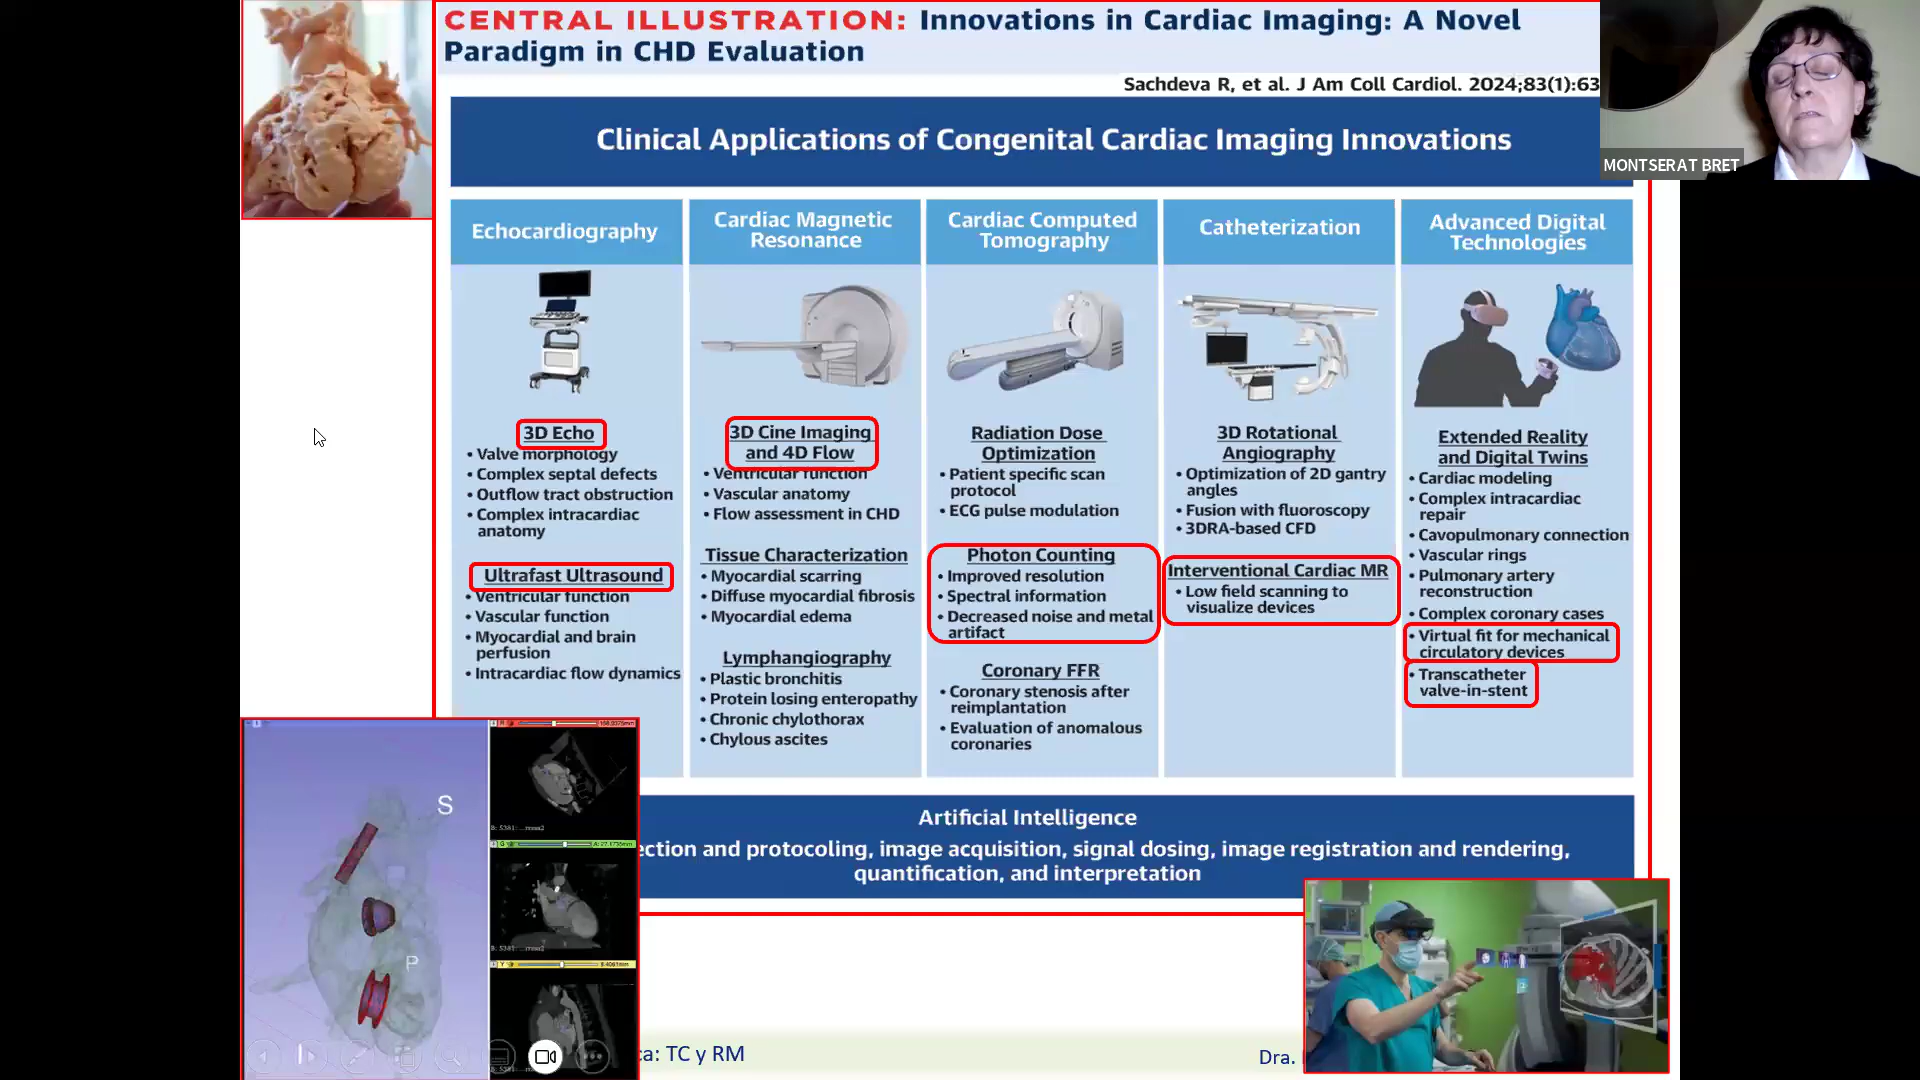 CENTRAL ILLUSTRATION: Innovations in Cardiac Imaging: A Novel
Paradigm in CHD Evaluation
Sachdeva R, et al. J Am Coll Cardiol. 2024;83(1):63
MONTSERAT BRET
Clinical Applications of Congenital Cardiac Imaging Innovations
Echocardiography
3D Echo
• Valve morphology
• Complex septal defects
• Outflow tract obstruction
• Complex intracardiac
anatomy
Ultrafast Ultrasound
• Ventricular function
• Vascular function
• Myocardial and brain
perfusion
• Intracardiac flow dynamics
Cardiac Magnetic
Resonance
3D Cine Imaging
and 4D Flow
• Ventricular function
• Vascular anatomy
• Flow assessment in CHD
Tissue Characterization
• Myocardial scarring
• Diffuse myocardial fibrosis
• Myocardial edema
Lymphangiography
• Plastic bronchitis
• Protein losing enteropathy
• Chronic chylothorax
• Chylous ascites
Cardiac Computed
Tomography
Radiation Dose
Optimization
• Patient specific scan
protocol
• ECG pulse modulation
Photon Counting
• Improved resolution
• Spectral information
• Decreased noise and metal
artifact
Coronary FFR
• Coronary stenosis after
reimplantation
• Evaluation of anomalous
coronaries
Catheterization
3D Rotational
Angiography
• Optimization of 2D gantry
angles
• Fusion with fluoroscopy
• 3DRA-based CFD
Interventional Cardiac MR
• Low field scanning to
visualize devices
Advanced Digital
Technologies
Extended Reality
and Digital Twins
• Cardiac modeling
• Complex intracardiac
repair
• Cavopulmonary connection
• Vascular rings
• Pulmonary artery
reconstruction
• Complex coronary cases
• Virtual fit for mechanical
circulatory devices
• Transcatheter
valve-in-stent
Artificial Intelligence
ection and protocoling, image acquisition, signal dosing, image registration and rendering,
quantification, and interpretation
S
P
ca: TC y RM
Dra.